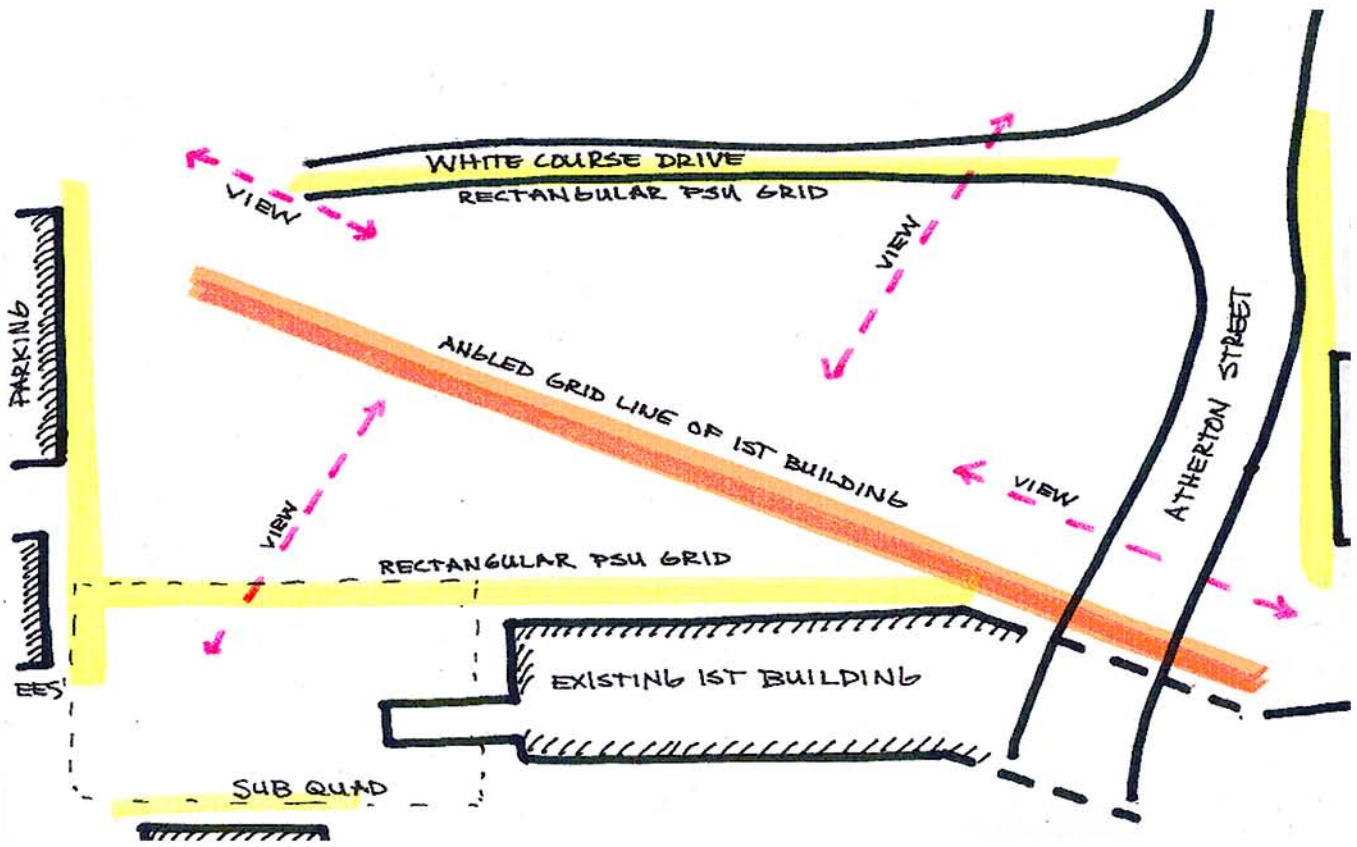 WHITE COURSE DRIVE
RECTANGULAR PSU GRID
VIEW
VIEW
PARKING
ATHERTON STREET
ANGLED GRID LINE OF IST BUILDING
VIEW
VIEW
RECTANGULAR PSU GRID
EES
EXISTING IST BUILDING
SUB QUAD